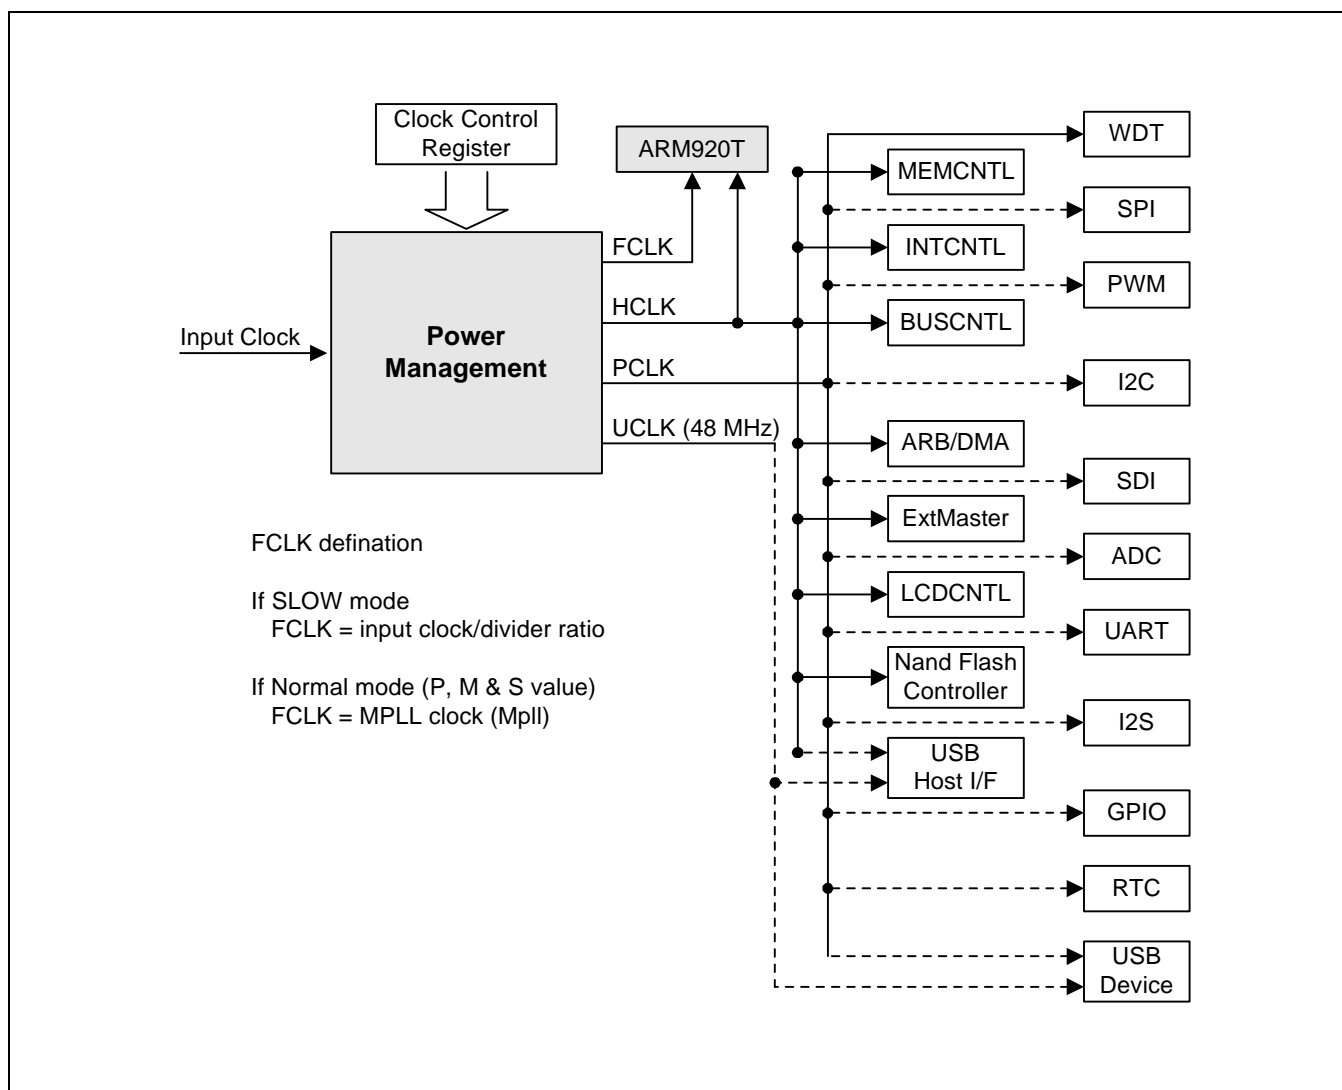 Clock Control
Register
ARM920T
WDT
MEMCNTL
SPI
FCLK
INTCNTL
PWM
HCLK
BUSCNTL
Input Clock
Power
Management
PCLK
I2C
UCLK (48 MHz)
ARB/DMA
SDI
ExtMaster
FCLK defination
ADC
If SLOW mode
LCDCNTL
FCLK = input clock/divider ratio
UART
Nand Flash
Controller
If Normal mode (P, M & S value)
FCLK = MPLL clock (Mpll)
I2S
USB
Host I/F
GPIO
RTC
USB
Device